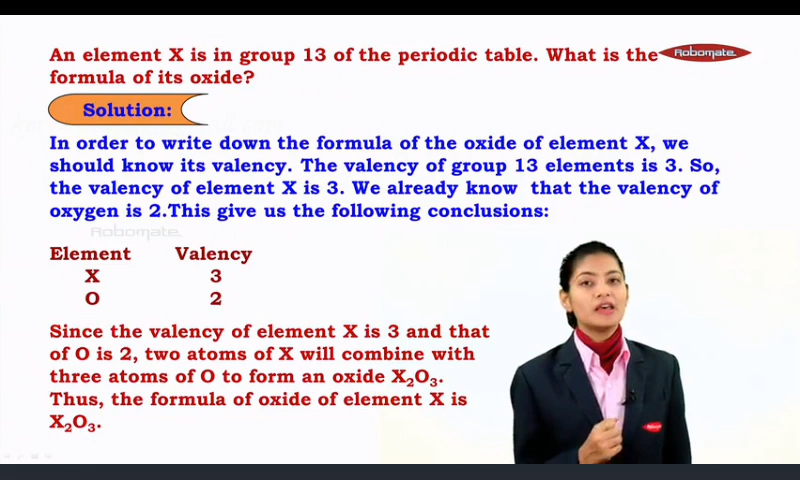 An element X is in group 13 of the periodic table. What is the
Robomate
formula of its oxide?
Solution:
In order to write down the formula of the oxide of element X, we
should know its valency. The valency of group 13 elements is 3. So,
the valency of element X is 3. We already know that the valency of
oxygen is 2.This give us the following conclusions:
Robomate
Element Valency
X 3
O 2
Since the valency of element X is 3 and that
of O is 2, two atoms of X will combine with
three atoms of O to form an oxide X₂O₃.
Thus, the formula of oxide of element X is
X₂O₃.